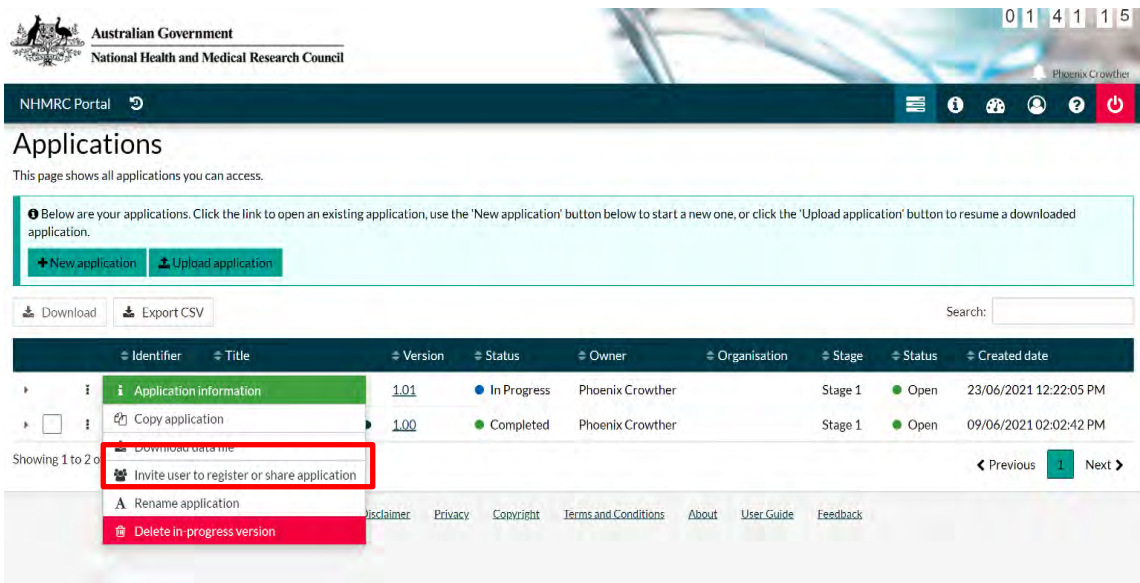 01 41 15
Australian Government
National Health and Medical Research Council
Phoenix Crowther
NHMRC Portal
Applications
This page shows all applications you can access.
Below are your applications. Click the link to open an existing application, use the 'New application' button below to start a new one, or click the 'Upload application' button to resume a downloaded
application.
+New application Upload application
Download Export CSV Search:
Identifier Title Version Status Owner Organisation Stage Status Created date
Application information 1.01 In Progress Phoenix Crowther Stage 1 Open 23/06/2021 12:22:05 PM
Copy application 1.00 Completed Phoenix Crowther Stage 1 Open 09/06/2021 02:02:42 PM
Download data file
Showing 1 to 2 Previous 1 Next
Invite user to register or share application
A Rename application
Disclaimer Privacy Copyright Terms and Conditions About User Guide Feedback
Delete in-progress version